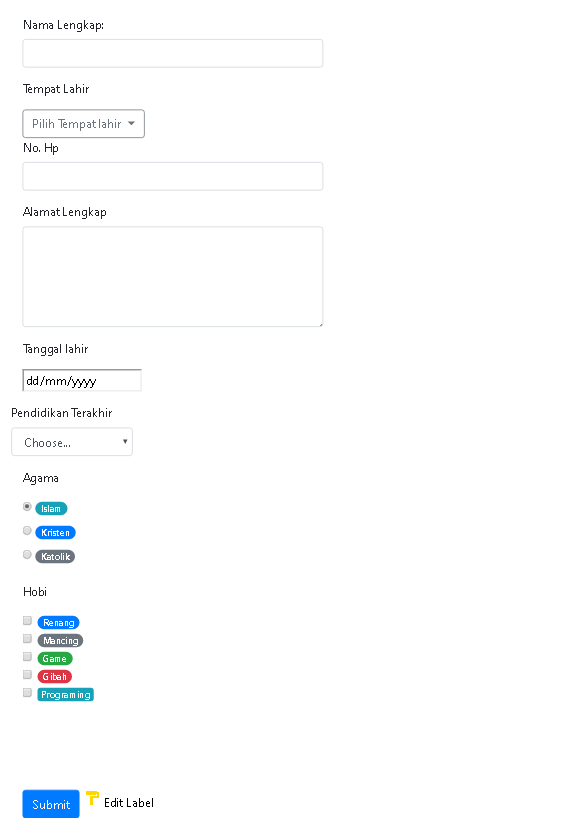 Nama Lengkap:
Tempat Lahir
Pilih Tempat lahir
No. Hp
Alamat Lengkap
Tanggal lahir
dd/mm/yyyy
Pendidikan Terakhir
Choose...
Agama
Islam
Kristen
Katolik
Hobi
Renang
Mancing
Game
Gibah
Programing
Submit Edit Label